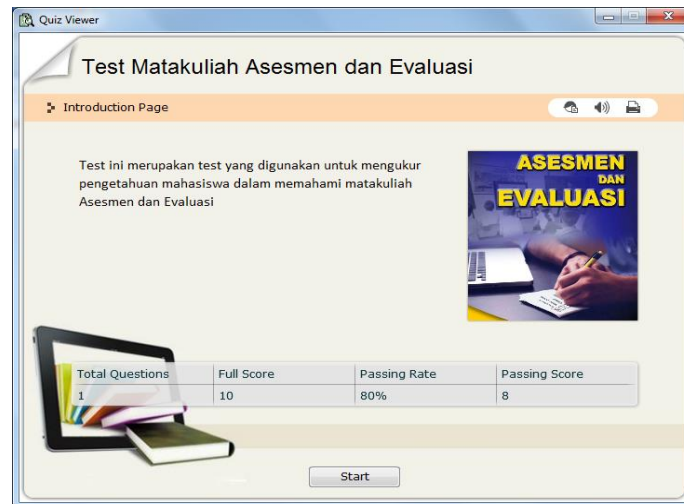 Quiz Viewer
Test Matakuliah Asesmen dan Evaluasi
Introduction Page
Test ini merupakan test yang digunakan untuk mengukur
pengetahuan mahasiswa dalam memahami matakuliah
Asesmen dan Evaluasi
ASESMEN
DAN
EVALUASI
Total Questions Full Score Passing Rate Passing Score
1 10 80% 8
Start